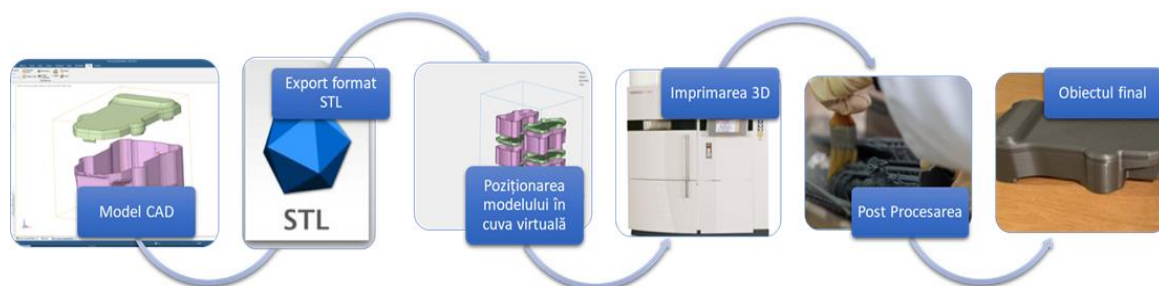 Model CAD
Export format
STL
STL
Poziționarea
modelului în
cuva virtuală
Imprimarea 3D
Post Procesarea
Obiectul final